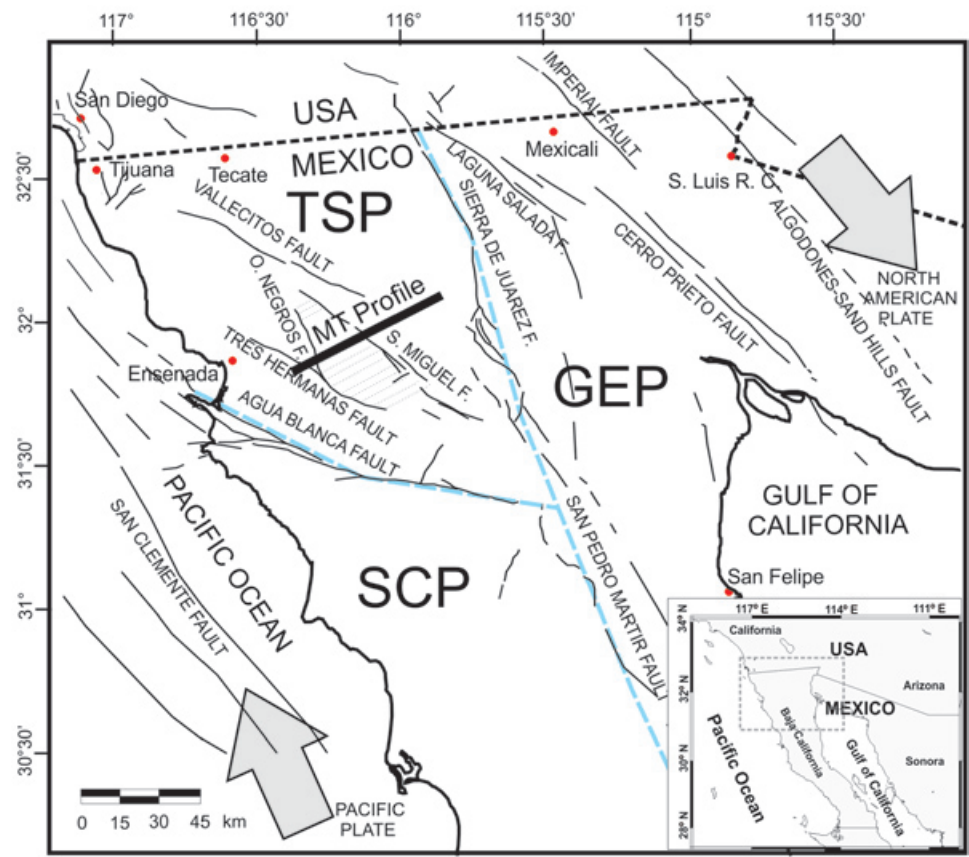 117°
116°30'
116°
115°30'
115°
115°30'
32°30'
32°
31°30'
31°
30°30'
San Diego
USA
MEXICO
Tijuana
Tecate
Mexicali
S. Luis R. C.
IMPERIAL FAULT
LAGUNA SALADA F.
SIERRA DE JUAREZ F.
CERRO PRIETO FAULT
ALGODONES-SAND HILLS FAULT
NORTH
AMERICAN
PLATE
TSP
VALLECITOS FAULT
O. NEGROS F.
MT Profile
S. MIGUEL F.
TRES HERMANAS FAULT
Ensenada
AGUA BLANCA FAULT
GEP
GULF OF
CALIFORNIA
San Felipe
SAN PEDRO MARTIR FAULT
SCP
PACIFIC OCEAN
SAN CLEMENTE FAULT
PACIFIC
PLATE
0 15 30 45 km
117° E
114° E
111° E
34° N
32° N
30° N
28° N
California
USA
Arizona
MEXICO
Baja California
Sonora
Gulf of California
Pacific Ocean